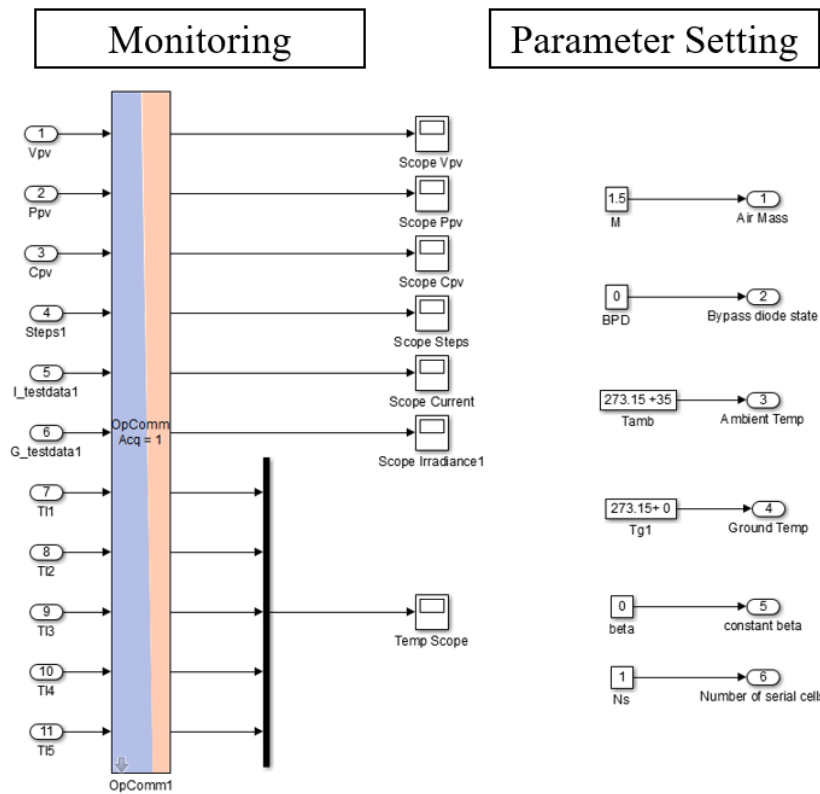 Monitoring
Parameter Setting
1
Vpv
2
Ppv
3
Cpv
4
Steps1
5
I_testdata1
6
G_testdata1
7
Tl1
8
Tl2
9
Tl3
10
Tl4
11
Tl5
OpComm
Acq = 1
OpComm1
Scope Vpv
Scope Ppv
Scope Cpv
Scope Steps
Scope Current
Scope Irradiance1
Temp Scope
1.5
M
1
Air Mass
0
BPD
2
Bypass diode state
273.15 +35
Tamb
3
Ambient Temp
273.15+ 0
Tg1
4
Ground Temp
0
beta
5
constant beta
1
Ns
6
Number of serial cells